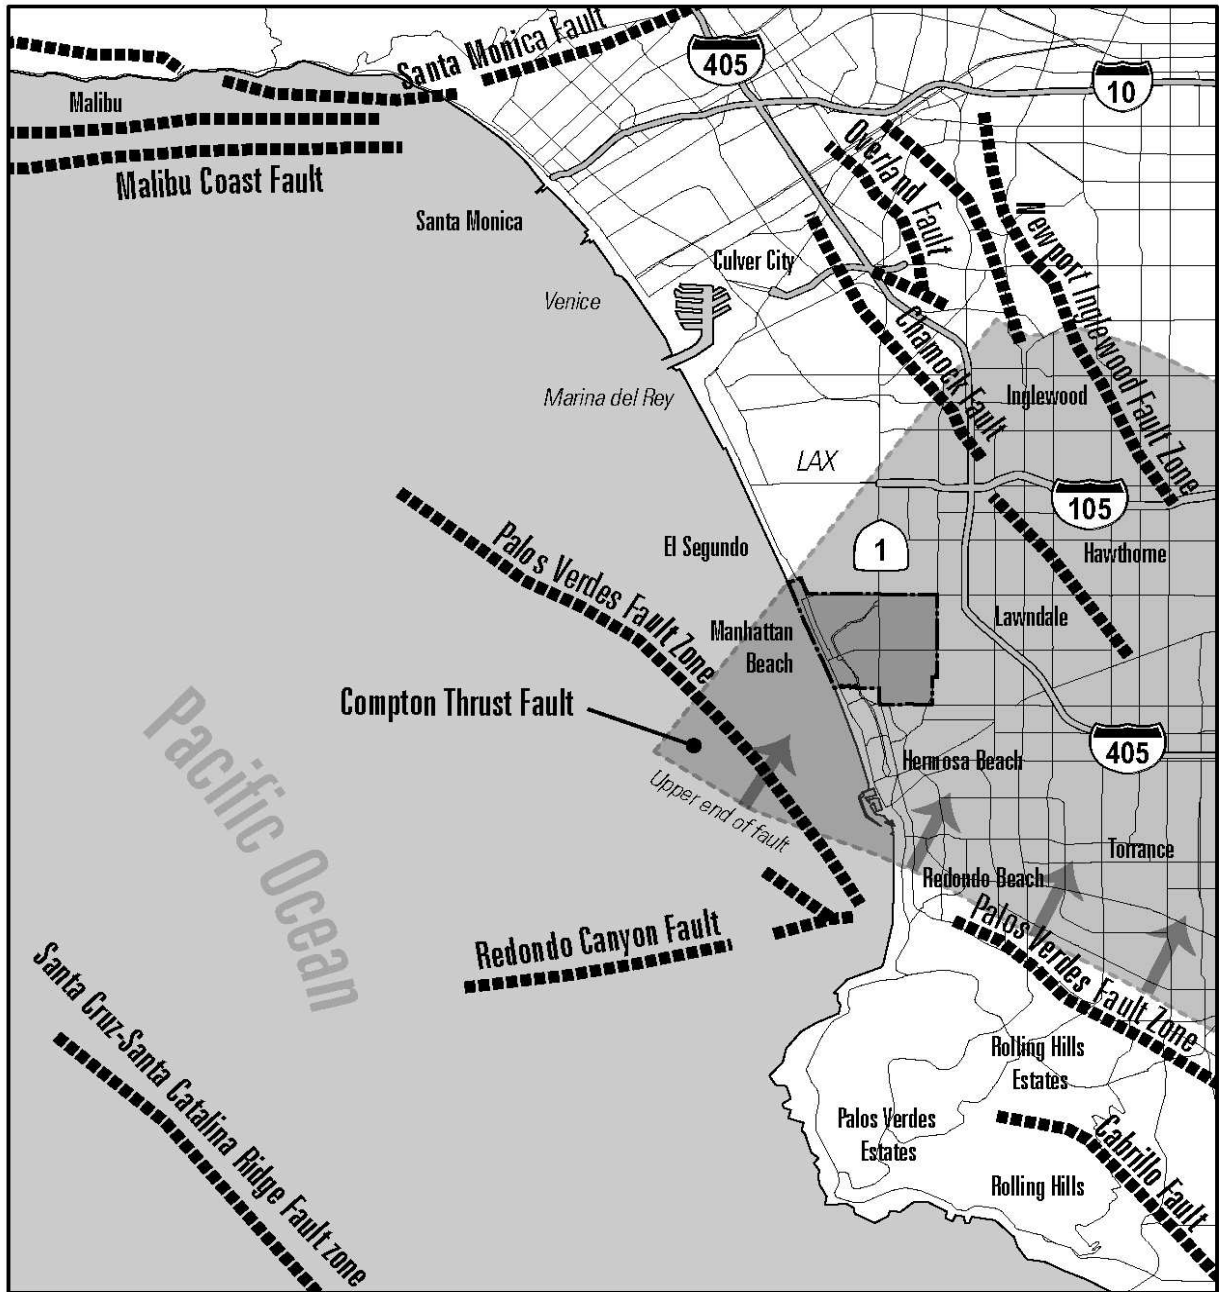 Santa Monica Fault
405
10
Malibu
Malibu Coast Fault
Overland Fault
Santa Monica
Newport Inglewood Fault Zone
Culver City
Venice
Chamock Fault
Marina del Rey
Inglewood
LAX
105
Palos Verdes Fault Zone
El Segundo
1
Hawthorne
Lawndale
Manhattan
Beach
Compton Thrust Fault
Pacific Ocean
405
Hermosa Beach
Upper end of fault
Torrance
Redondo Beach
Redondo Canyon Fault
Palos Verdes Fault Zone
Santa Cruz-Santa Catalina Ridge Fault zone
Rolling Hills
Estates
Palos Verdes
Estates
Cabrillo Fault
Rolling Hills